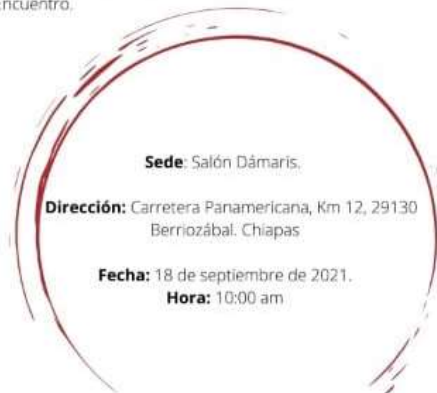 Encuentro.
Sede: Salón Dámaris.
Dirección: Carretera Panamericana, Km 12, 29130
Berriozábal. Chiapas
Fecha: 18 de septiembre de 2021.
Hora: 10:00 am